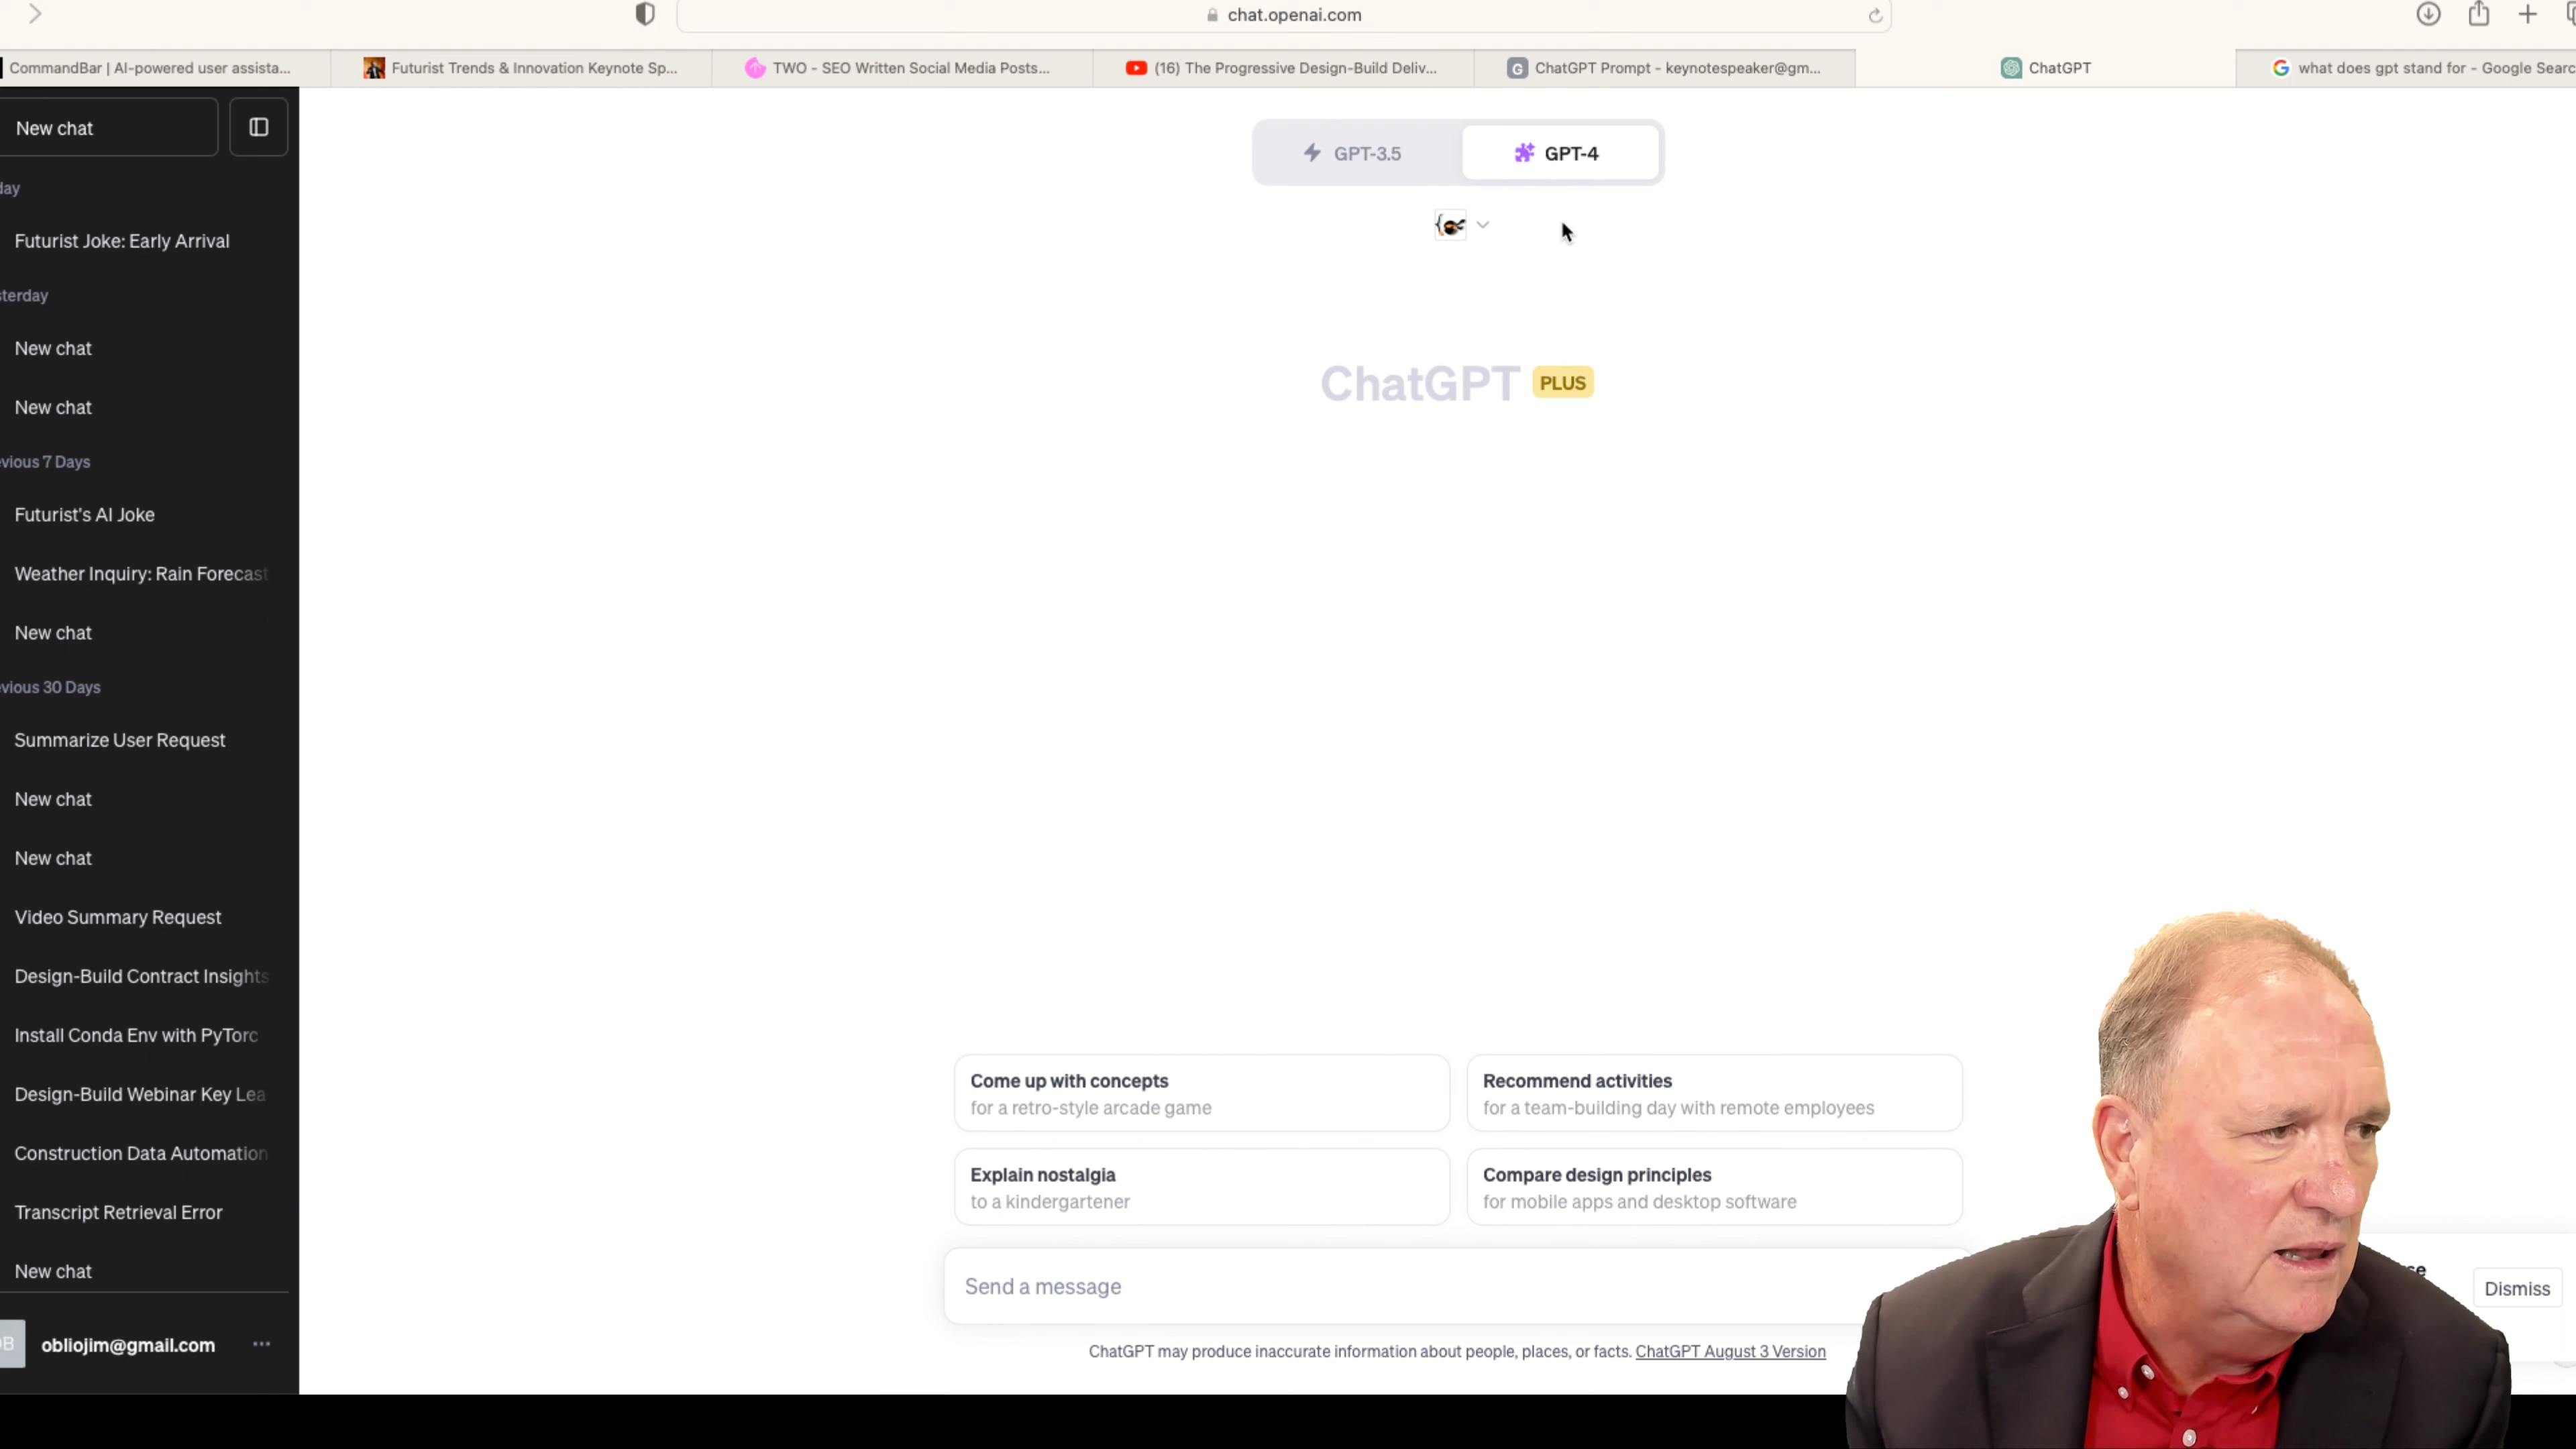 chat.openai.com
CommandBar | AI-powered user assista...
Futurist Trends & Innovation Keynote Sp...
TWO - SEO Written Social Media Posts...
(16) The Progressive Design-Build Deliv...
G ChatGPT Prompt - keynotespeaker@gm...
ChatGPT
what does gpt stand for - Google Searc
New chat
day
Futurist Joke: Early Arrival
sterday
New chat
New chat
evious 7 Days
Futurist's AI Joke
Weather Inquiry: Rain Forecast
New chat
evious 30 Days
Summarize User Request
New chat
New chat
Video Summary Request
Design-Build Contract Insights
Install Conda Env with PyTorc
Design-Build Webinar Key Lea
Construction Data Automation
Transcript Retrieval Error
New chat
obliojim@gmail.com
GPT-3.5
GPT-4
ChatGPT PLUS
Come up with concepts
for a retro-style arcade game
Recommend activities
for a team-building day with remote employees
Explain nostalgia
to a kindergartener
Compare design principles
for mobile apps and desktop software
Send a message
Dismiss
ChatGPT may produce inaccurate information about people, places, or facts. ChatGPT August 3 Version